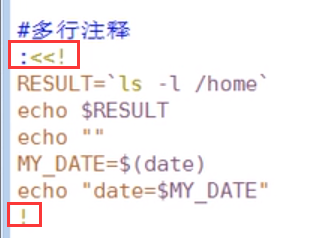 #多行注释
:<<!
RESULT=`ls -l /home`
echo $RESULT
echo ""
MY_DATE=$(date)
echo "date=$MY_DATE"
!